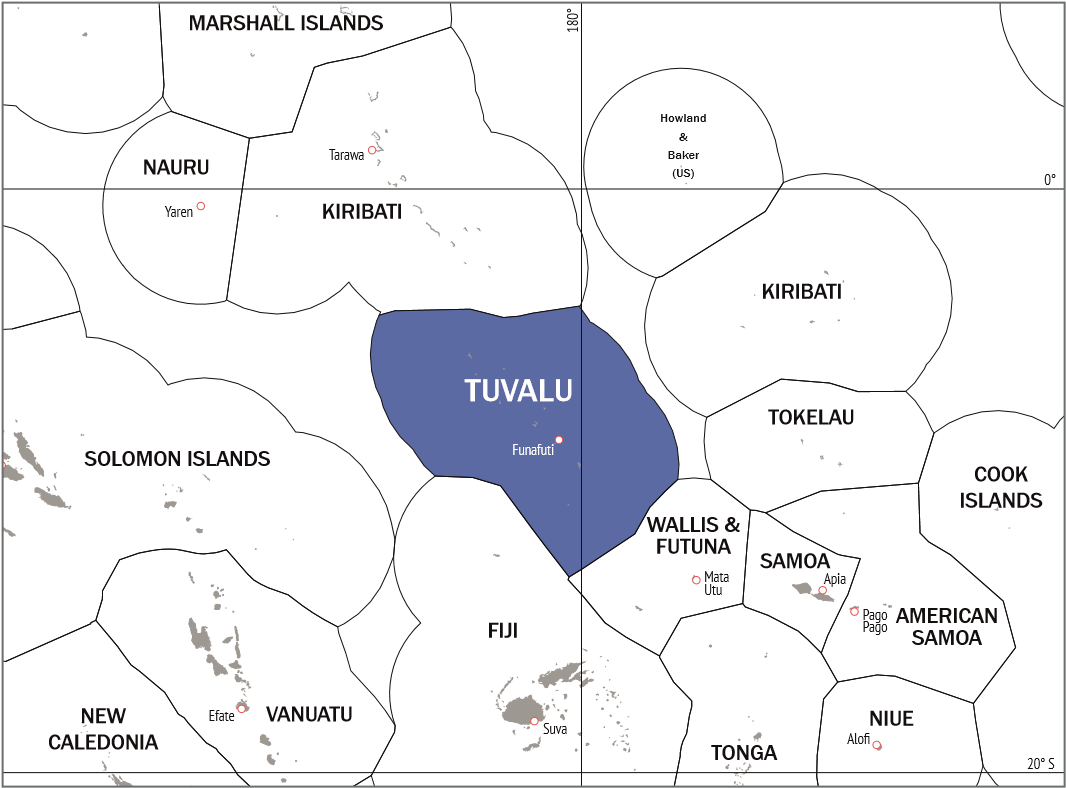 MARSHALL ISLANDS
180°
Howland
&
Baker
(US)
Tarawa
NAURU
0°
Yaren
KIRIBATI
KIRIBATI
TUVALU
TOKELAU
Funafuti
SOLOMON ISLANDS
COOK
ISLANDS
WALLIS &
FUTUNA
SAMOA
Mata
Utu
Apia
Pago
Pago
AMERICAN
SAMOA
FIJI
Efate
VANUATU
NEW
CALEDONIA
Suva
NIUE
Alofi
TONGA
20° S